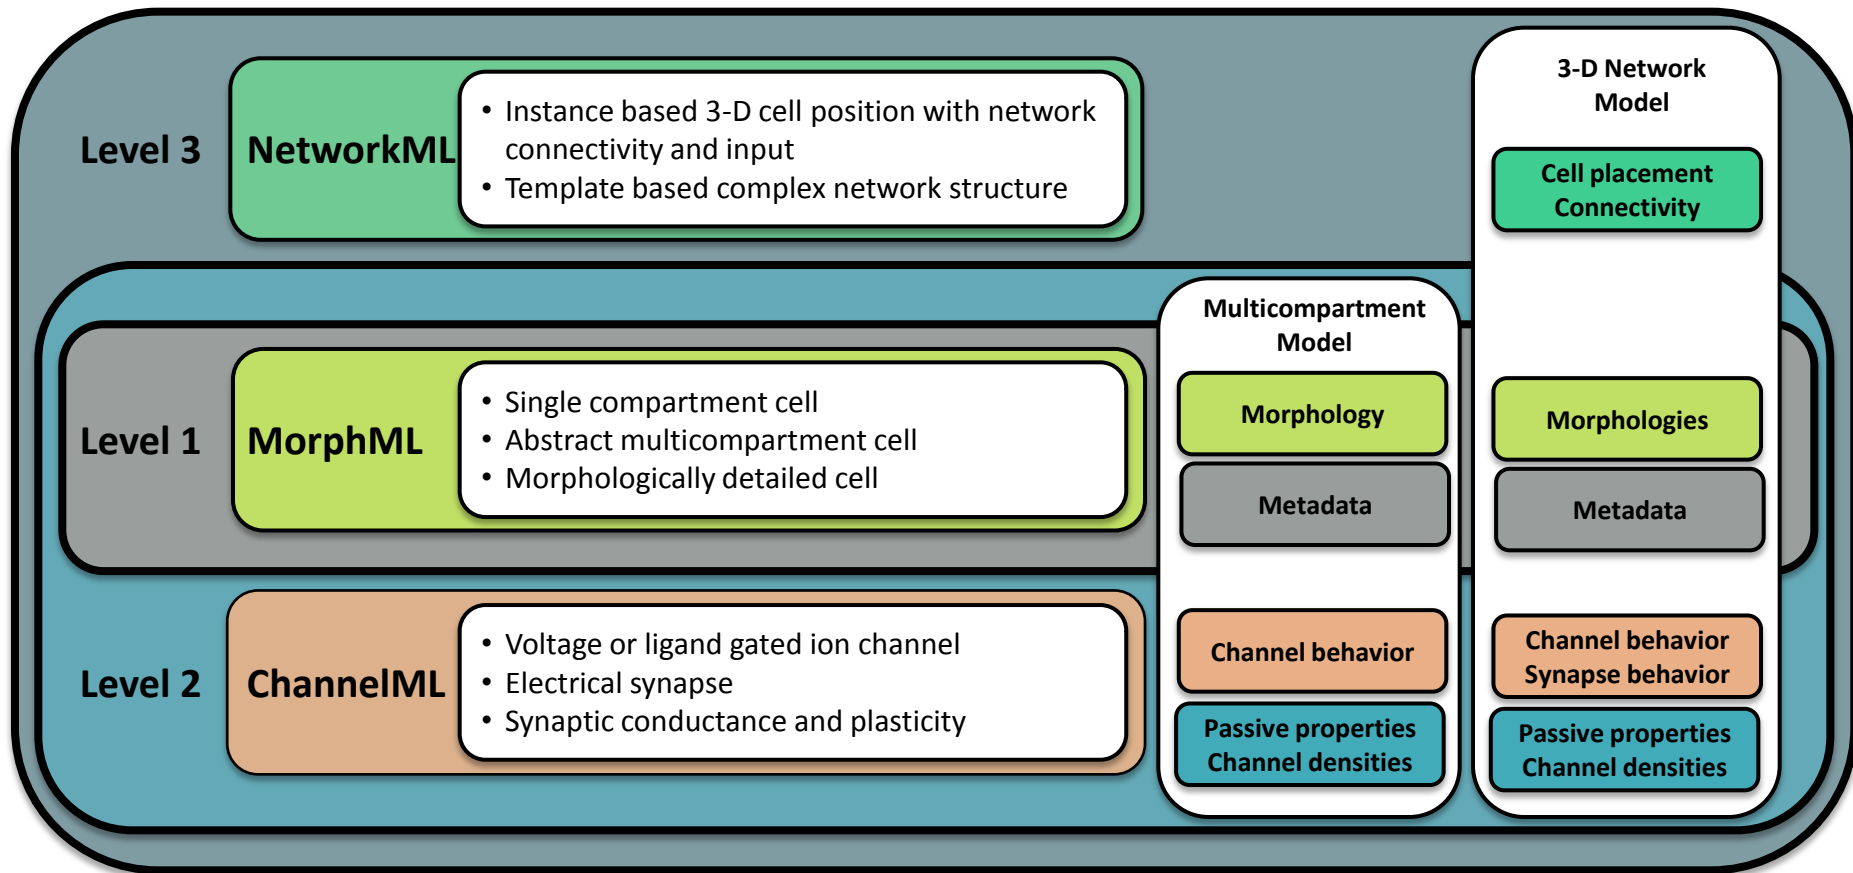 Level 3
NetworkML
• Instance based 3-D cell position with network
connectivity and input
• Template based complex network structure
Level 1
MorphML
• Single compartment cell
• Abstract multicompartment cell
• Morphologically detailed cell
Level 2
ChannelML
• Voltage or ligand gated ion channel
• Electrical synapse
• Synaptic conductance and plasticity
Multicompartment
Model
Morphology
Metadata
Channel behavior
Passive properties
Channel densities
3-D Network
Model
Cell placement
Connectivity
Morphologies
Metadata
Channel behavior
Synapse behavior
Passive properties
Channel densities